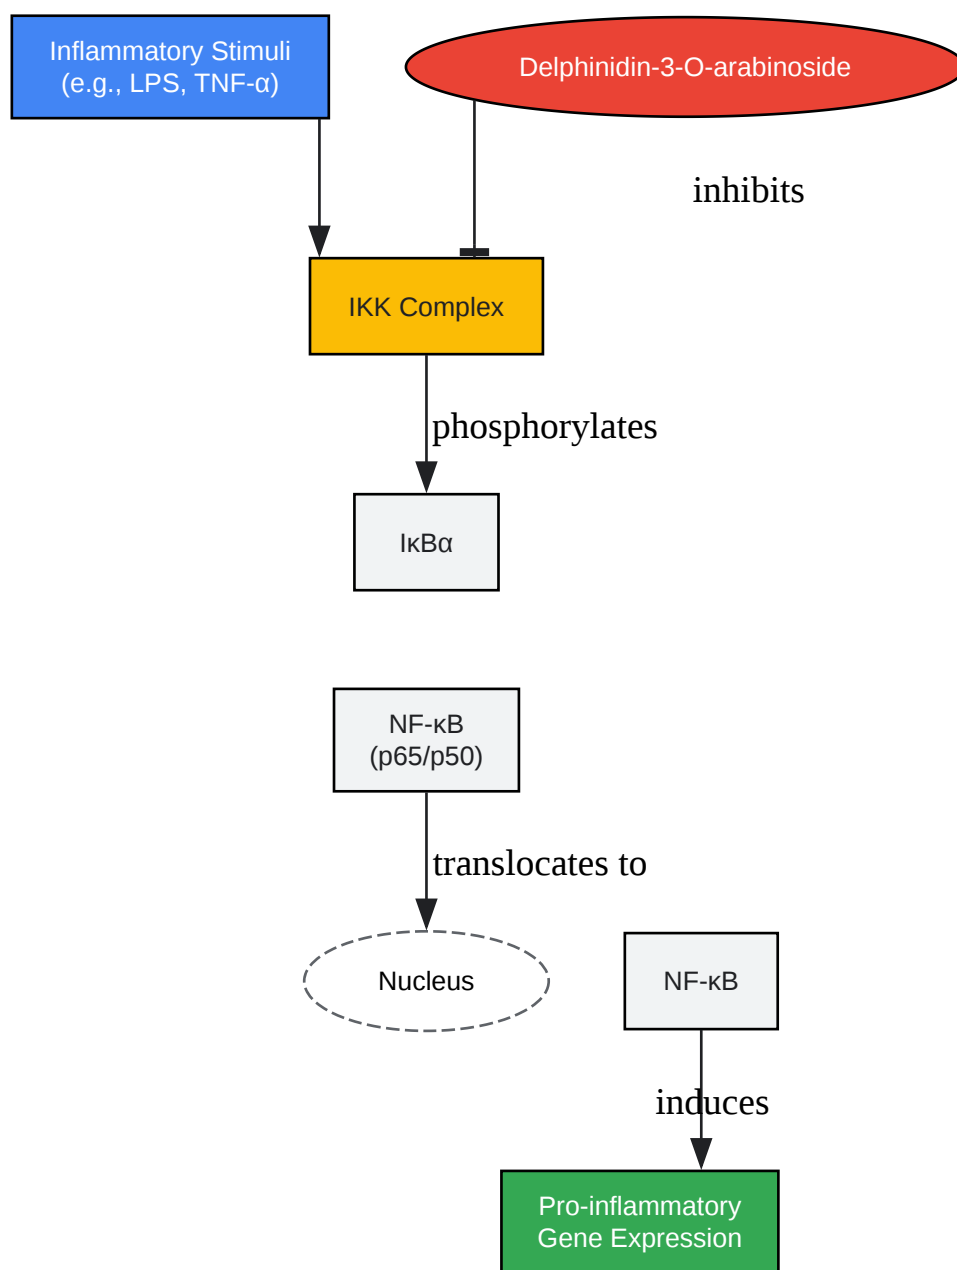 Inflammatory Stimuli
(e.g., LPS, TNF-α)
Delphinidin-3-O-arabinoside
inhibits
IKK Complex
phosphorylates
IκBα
NF-κB
(p65/p50)
translocates to
Nucleus
NF-κB
induces
Pro-inflammatory
Gene Expression